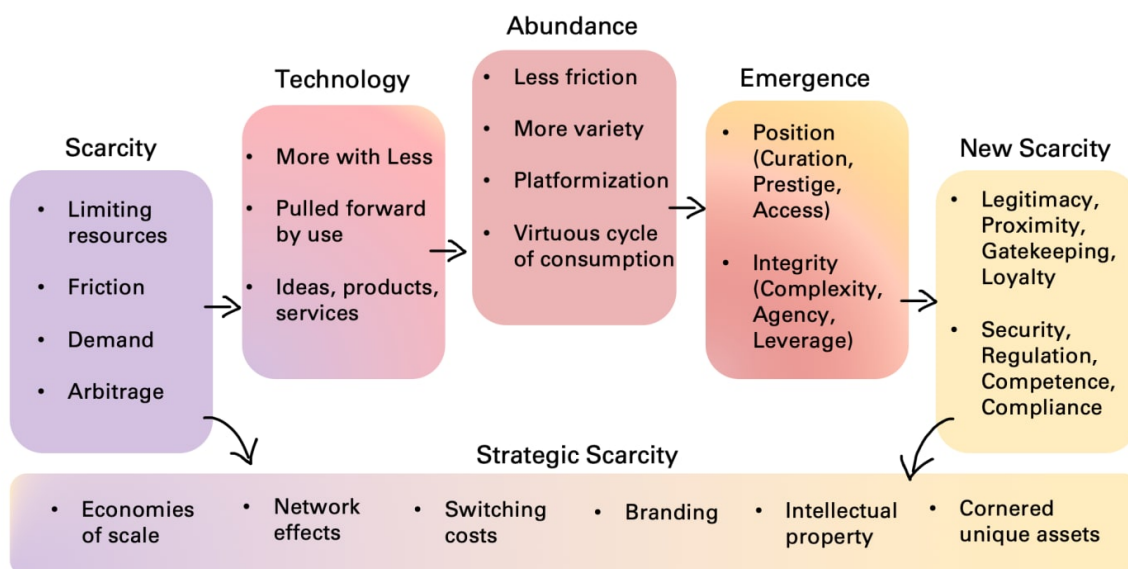 Scarcity
• Limiting
resources
• Friction
• Demand
• Arbitrage
Technology
• More with Less
• Pulled forward
by use
• Ideas, products,
services
Abundance
• Less friction
• More variety
• Platformization
• Virtuous cycle
of consumption
Emergence
• Position
(Curation,
Prestige,
Access)
• Integrity
(Complexity,
Agency,
Leverage)
New Scarcity
• Legitimacy,
Proximity,
Gatekeeping,
Loyalty
• Security,
Regulation,
Competence,
Compliance
Strategic Scarcity
• Economies
of scale
• Network
effects
• Switching
costs
• Branding
• Intellectual
property
• Cornered
unique assets